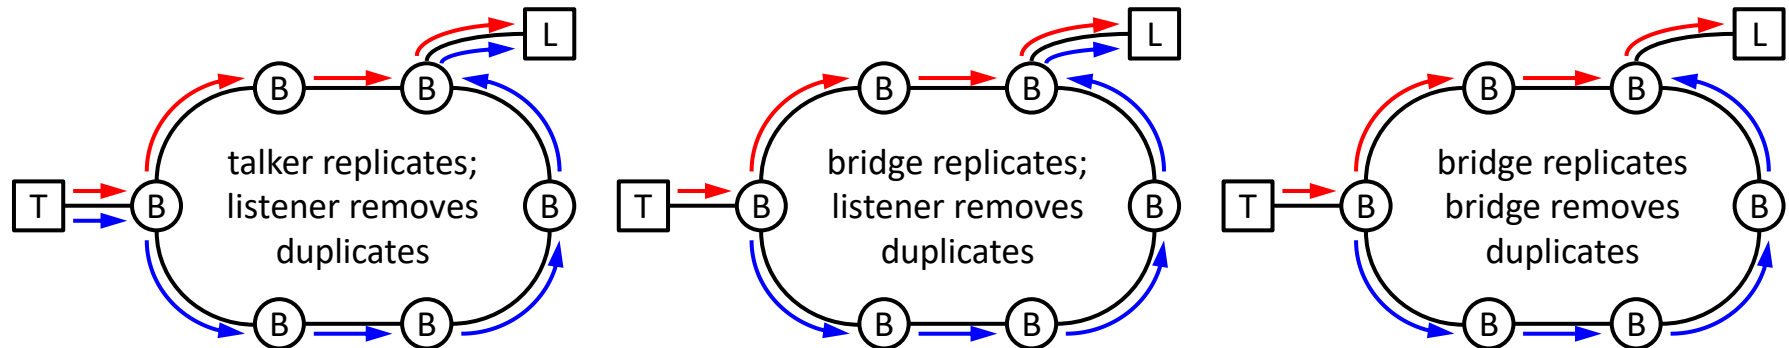 L
B
B
talker replicates;
listener removes
duplicates
T
B
B
B
B
L
B
B
bridge replicates;
listener removes
duplicates
T
B
B
B
B
L
B
B
bridge replicates
bridge removes
duplicates
T
B
B
B
B